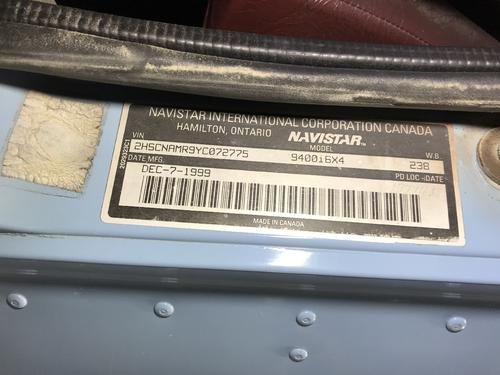 NAVISTAR INTERNATIONAL CORPORATION CANADA
HAMILTON, ONTARIO NAVISTAR
VIN MODEL W.B.
2HSCNAMR9YC072775 9400i6X4 238
DATE, MFG. PD LOC-DATE
DEC-7-1999
MADE IN CANADA